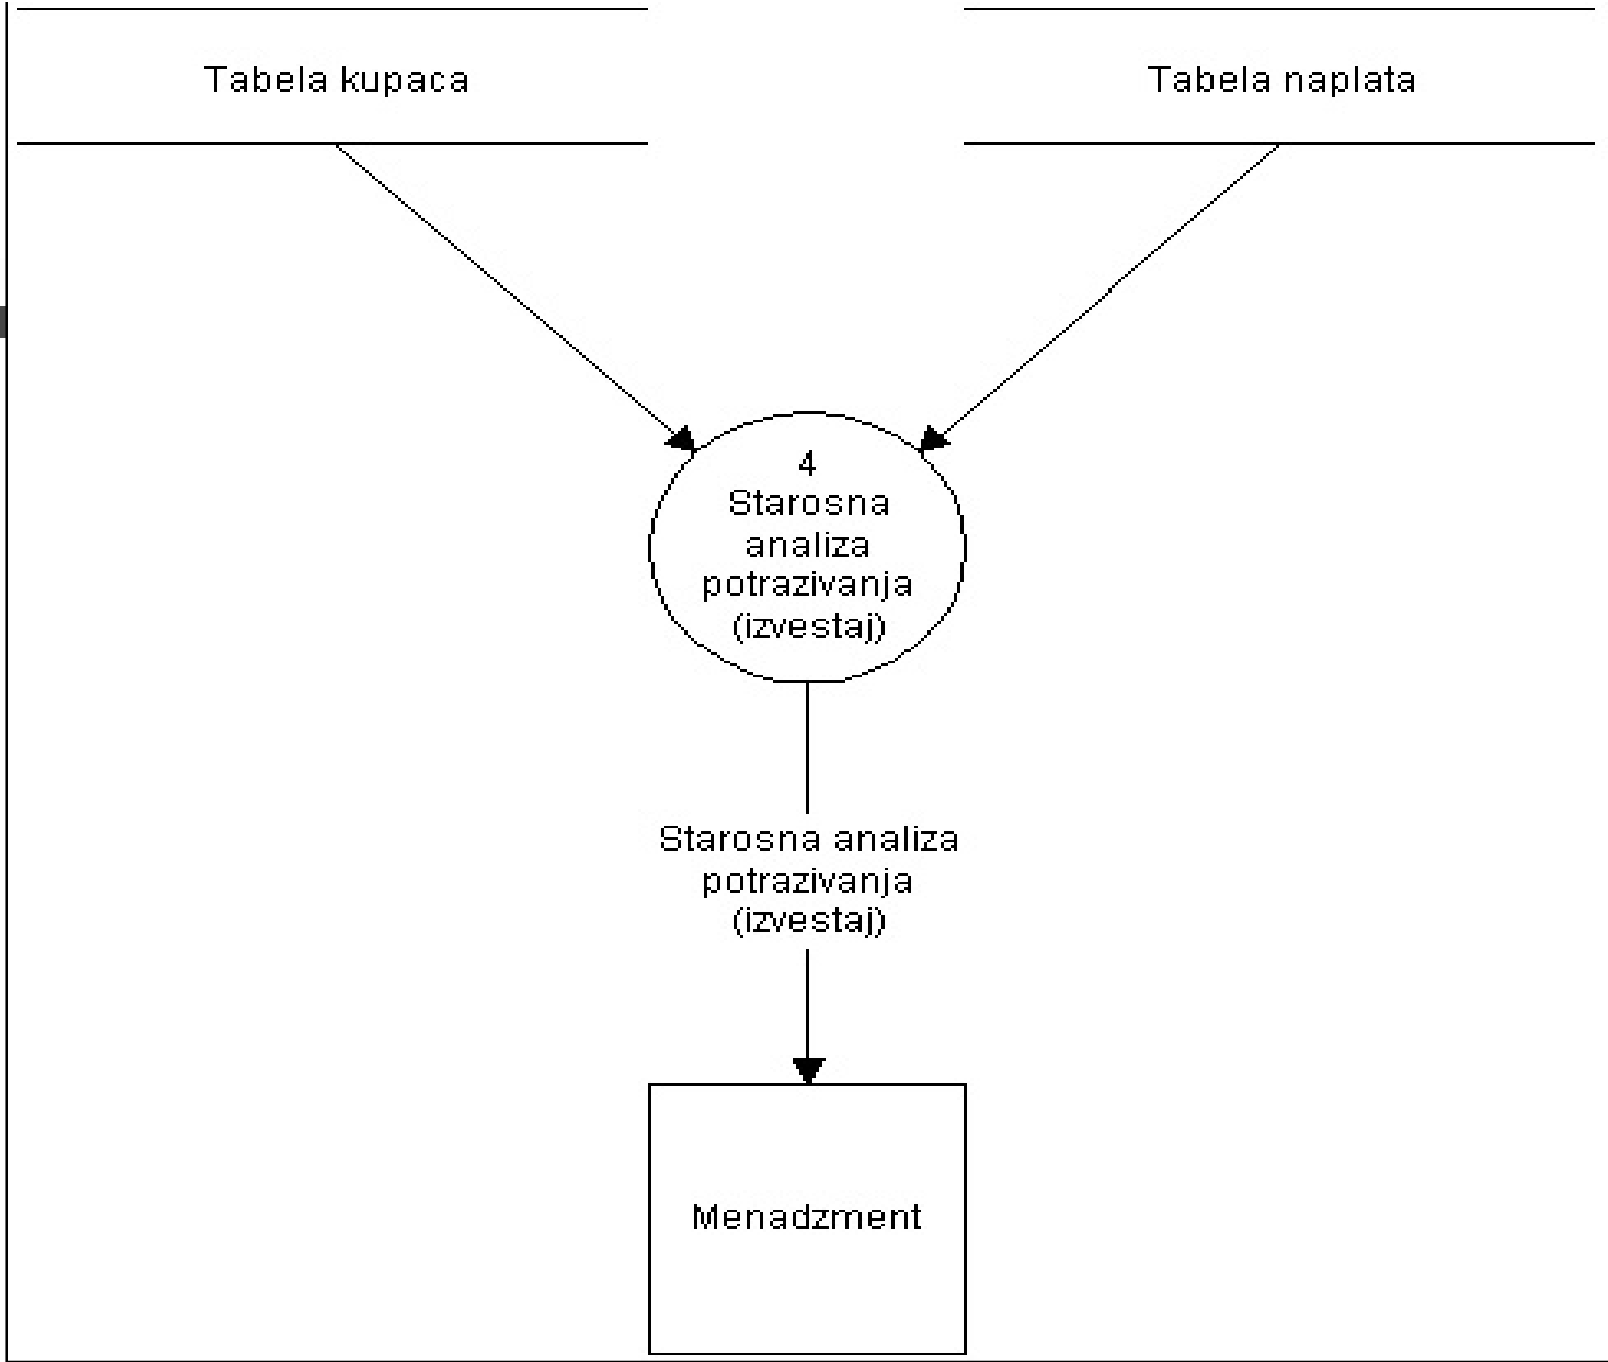 Tabela kupaca
Tabela naplata
4
Starosna
analiza
potrazivanja
(izvestaj)
Starosna analiza
potrazivanja
(izvestaj)
Menadzment